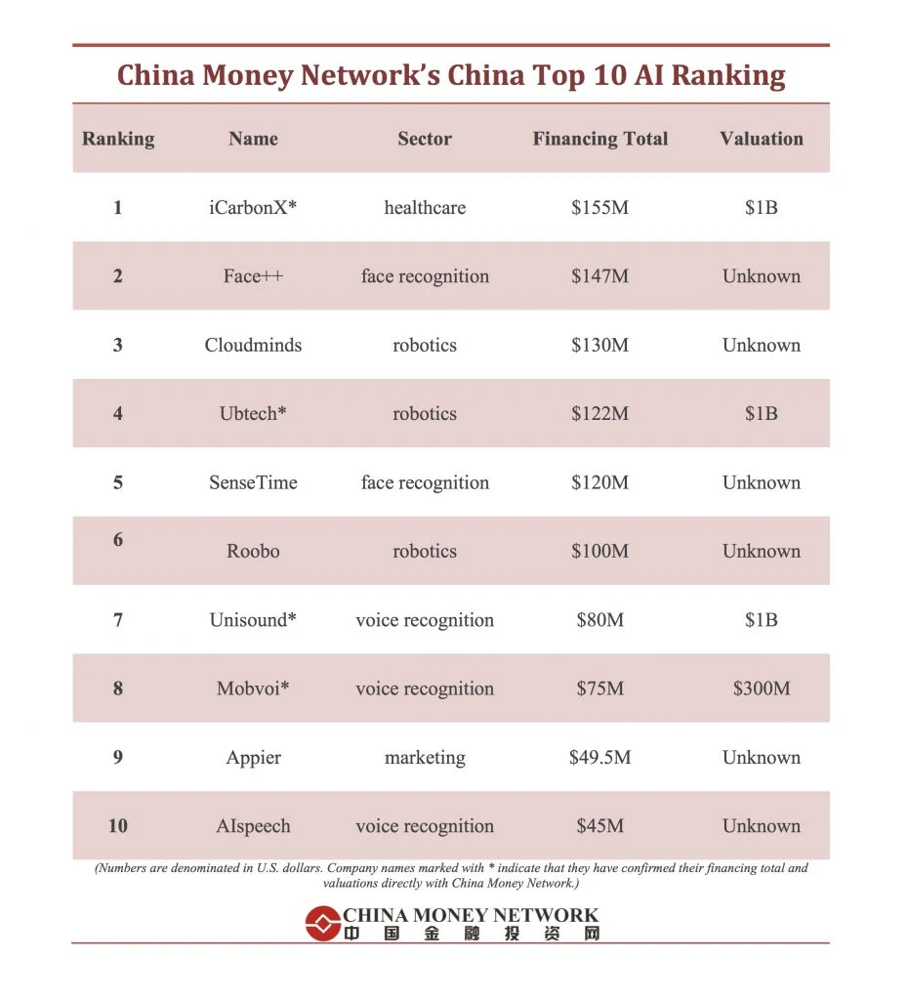 China Money Network’s China Top 10 AI Ranking
Ranking Name Sector Financing Total Valuation
1 iCarbonX* healthcare $155M $1B
2 Face++ face recognition $147M Unknown
3 Cloudminds robotics $130M Unknown
4 Ubtech* robotics $122M $1B
5 SenseTime face recognition $120M Unknown
6 Roobo robotics $100M Unknown
7 Unisound* voice recognition $80M $1B
8 Mobvoi* voice recognition $75M $300M
9 Appier marketing $49.5M Unknown
10 AIspeech voice recognition $45M Unknown
(Numbers are denominated in U.S. dollars. Company names marked with * indicate that they have confirmed their financing total and
valuations directly with China Money Network.)
CHINA MONEY NETWORK
中国金融投资网